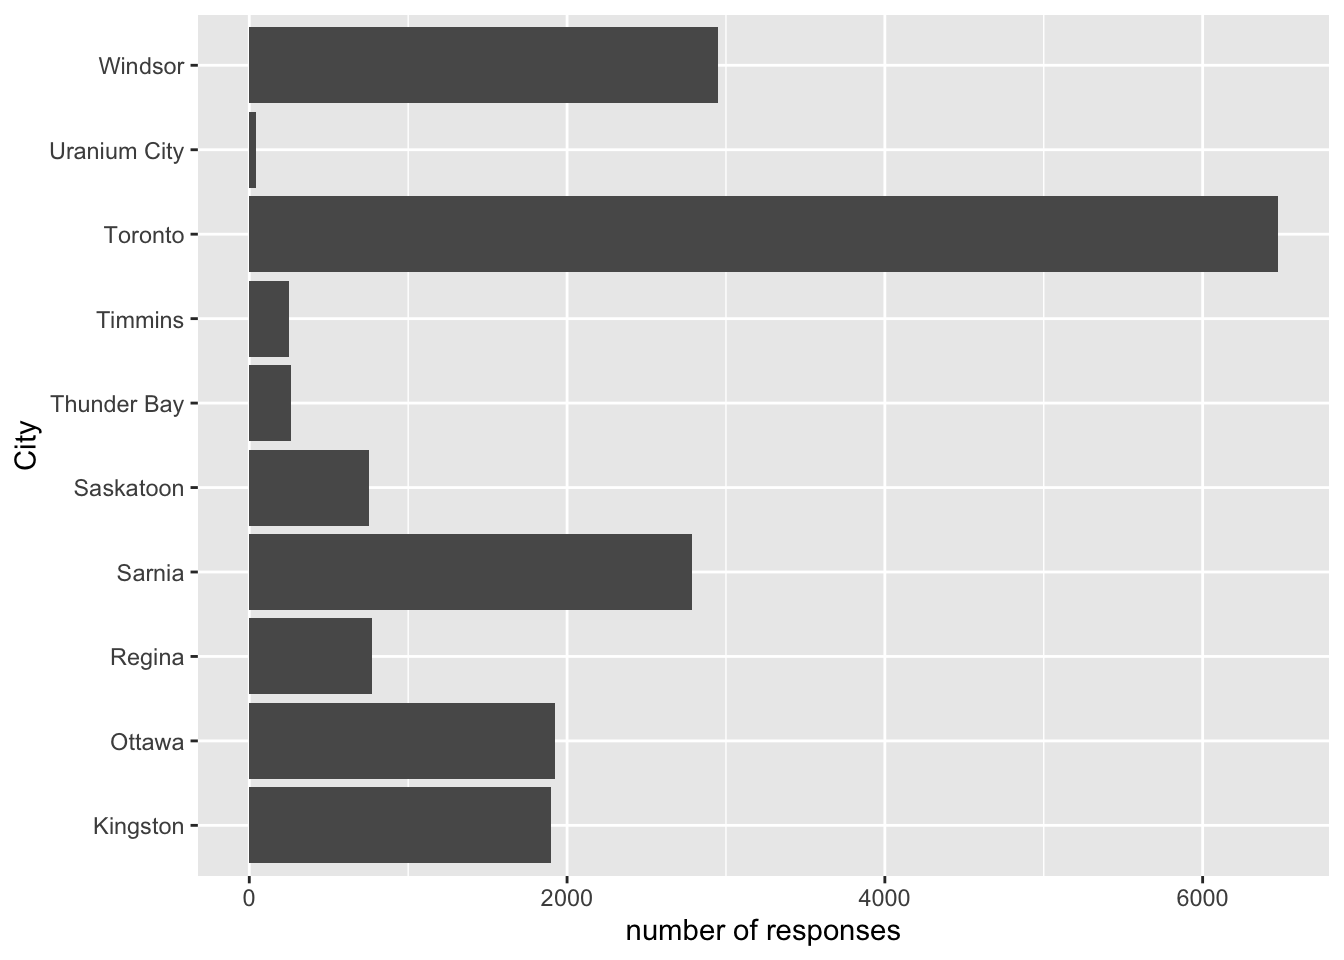 Windsor
Uranium City
Toronto
Timmins
Thunder Bay
Saskatoon
Sarnia
Regina
Ottawa
Kingston
City
0 2000 4000 6000
number of responses